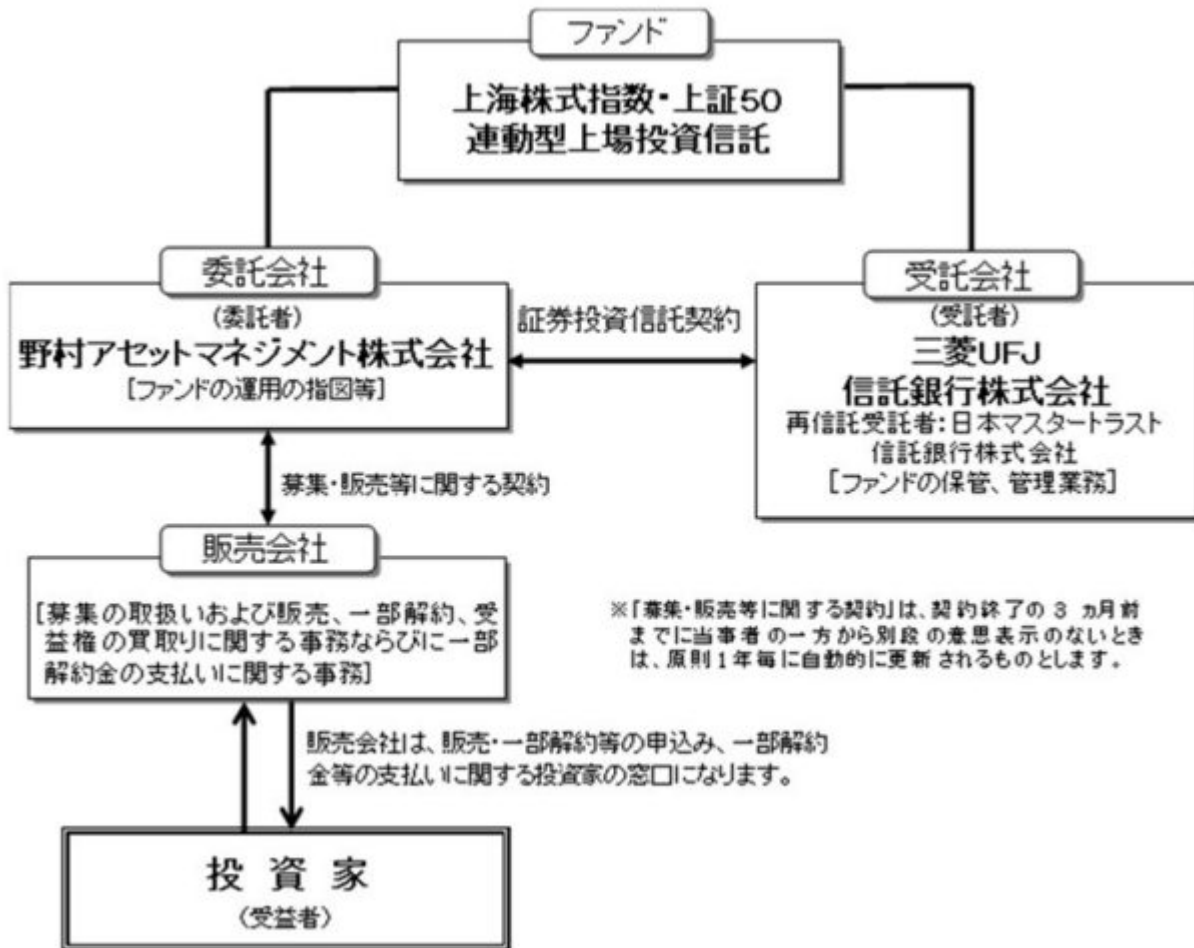 ファンド
上海株式指数・上証50
連動型上場投資信託
委託会社
(委託者)
野村アセットマネジメント株式会社
[ファンドの運用の指図等]
証券投資信託契約
受託会社
(受託者)
三菱UFJ
信託銀行株式会社
再信託受託者:日本マスタートラスト
信託銀行株式会社
[ファンドの保管、管理業務]
募集・販売等に関する契約
販売会社
[募集の取扱いおよび販売、一部解約、受
益権の買取りに関する事務ならびに一部
解約金の支払いに関する事務]
※「募集・販売等に関する契約」は、契約終了の3ヵ月前
までに当事者の一方から別段の意思表示のないとき
は、原則1年毎に自動的に更新されるものとします。
販売会社は、販売・一部解約等の申込み、一部解約
金等の支払いに関する投資家の窓口になります。
投資家
(受益者)